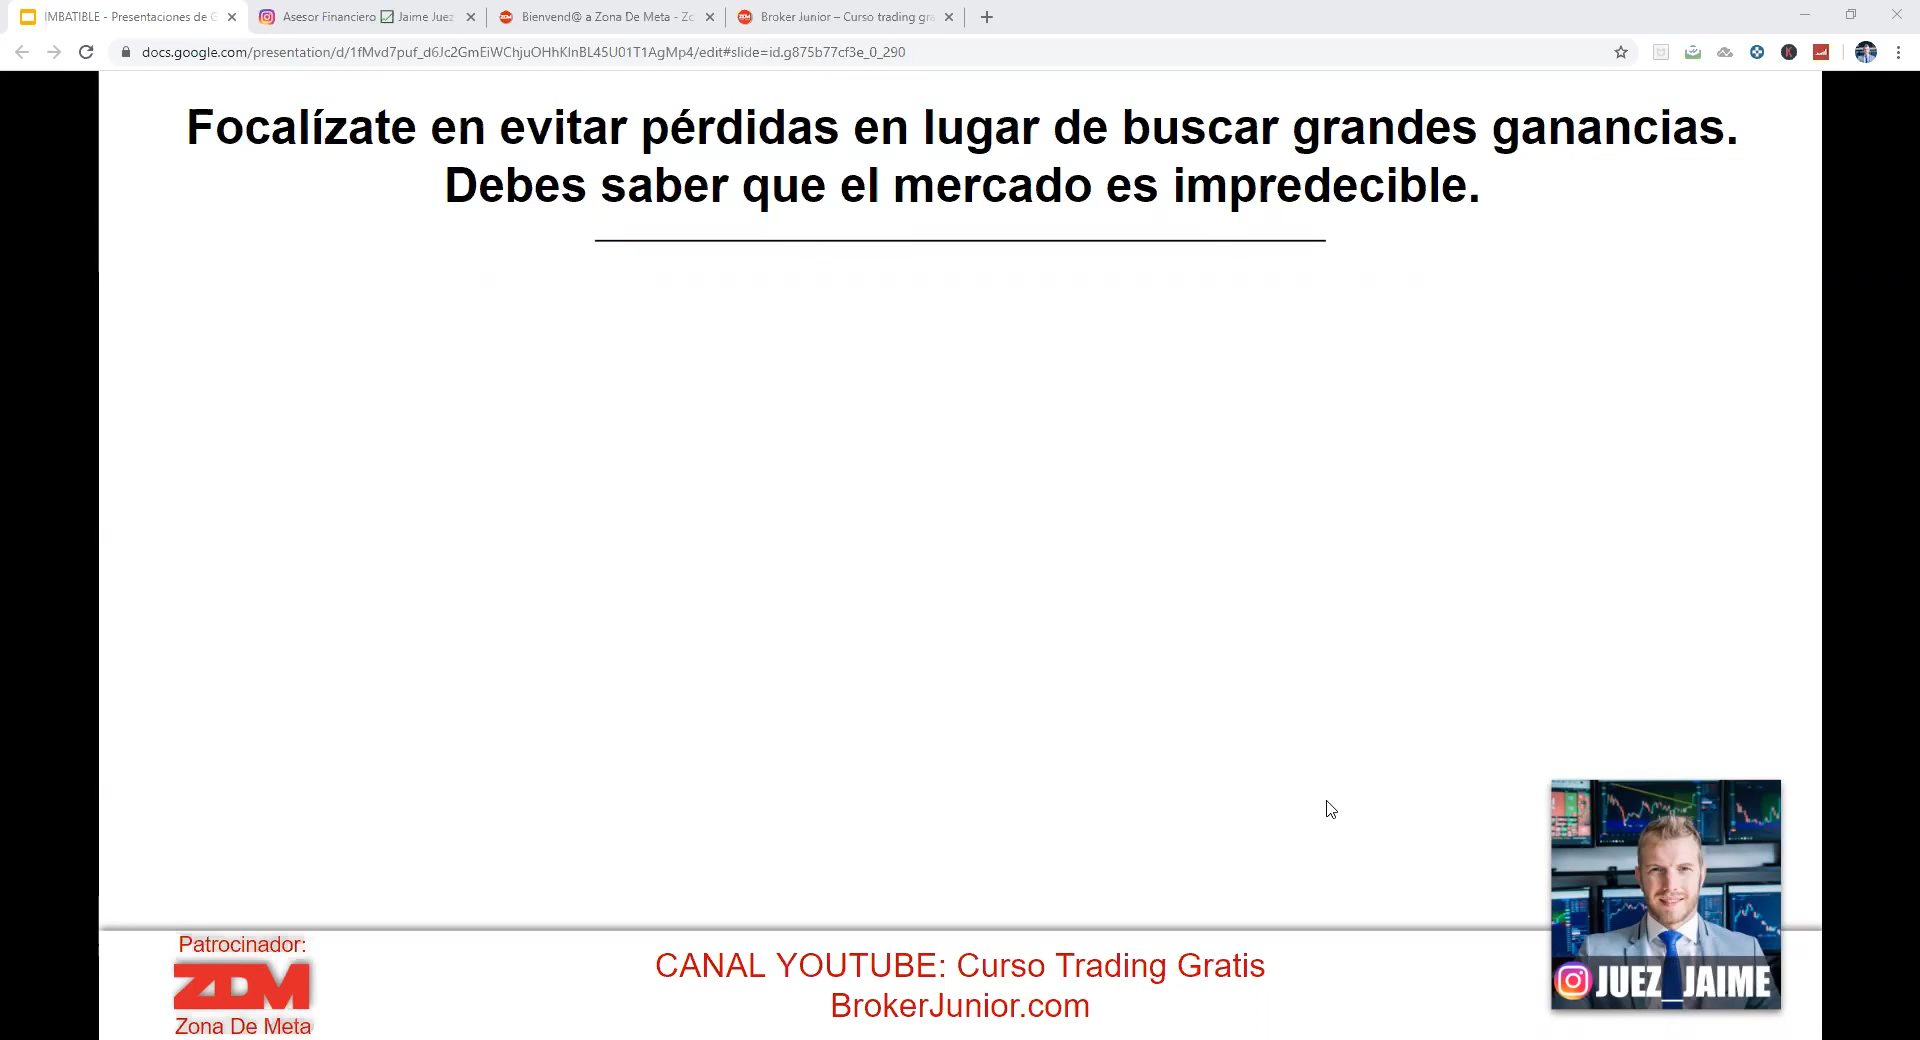 IMBATIBLE - Presentaciones de G
Asesor Financiero Jaime Juez
Bienvend@ a Zona De Meta - Zo
Broker Junior – Curso trading gra
docs.google.com/presentation/d/1fMvd7puf_d6Jc2GmEiWChjuOHhKlnBL45U01T1AgMp4/edit#slide=id.g875b77cf3e_0_290
Focalízate en evitar pérdidas en lugar de buscar grandes ganancias.
Debes saber que el mercado es impredecible.
Patrocinador:
ZDM
Zona De Meta
CANAL YOUTUBE: Curso Trading Gratis
BrokerJunior.com
JUEZ_JAIME